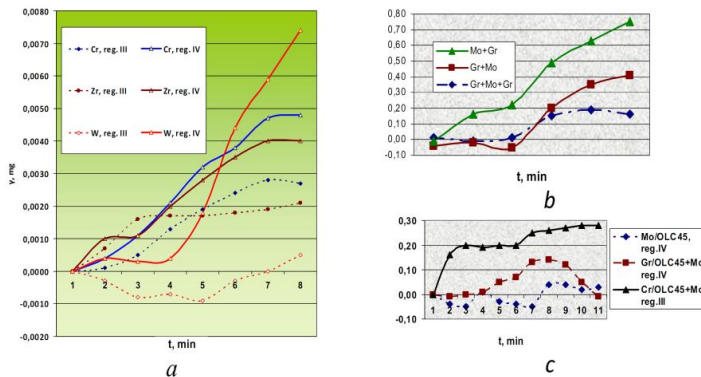 a
0,0080
0,0070
0,0060
0,0050
0,0040
0,0030
0,0020
0,0010
0,0000
-0,0010
-0,0020
γ, mg
Cr, reg. III
Cr, reg. IV
Zr, reg. III
Zr, reg. IV
W, reg. III
W, reg. IV
1 2 3 4 5 6 7 8
t, min
a
b
0,80
0,70
0,60
0,50
0,40
0,30
0,20
0,10
0,00
-0,10
Mo+Gr
Gr+Mo
Gr+Mo+Gr
t, min
b
0,30
0,20
0,10
0,00
-0,10
1 2 3 4 5 6 7 8 9 10 11
Mo/OLC45,
reg.IV
Gr/OLC45+Mo
reg.IV
Cr/OLC45+Mo
reg.III
t, min
c